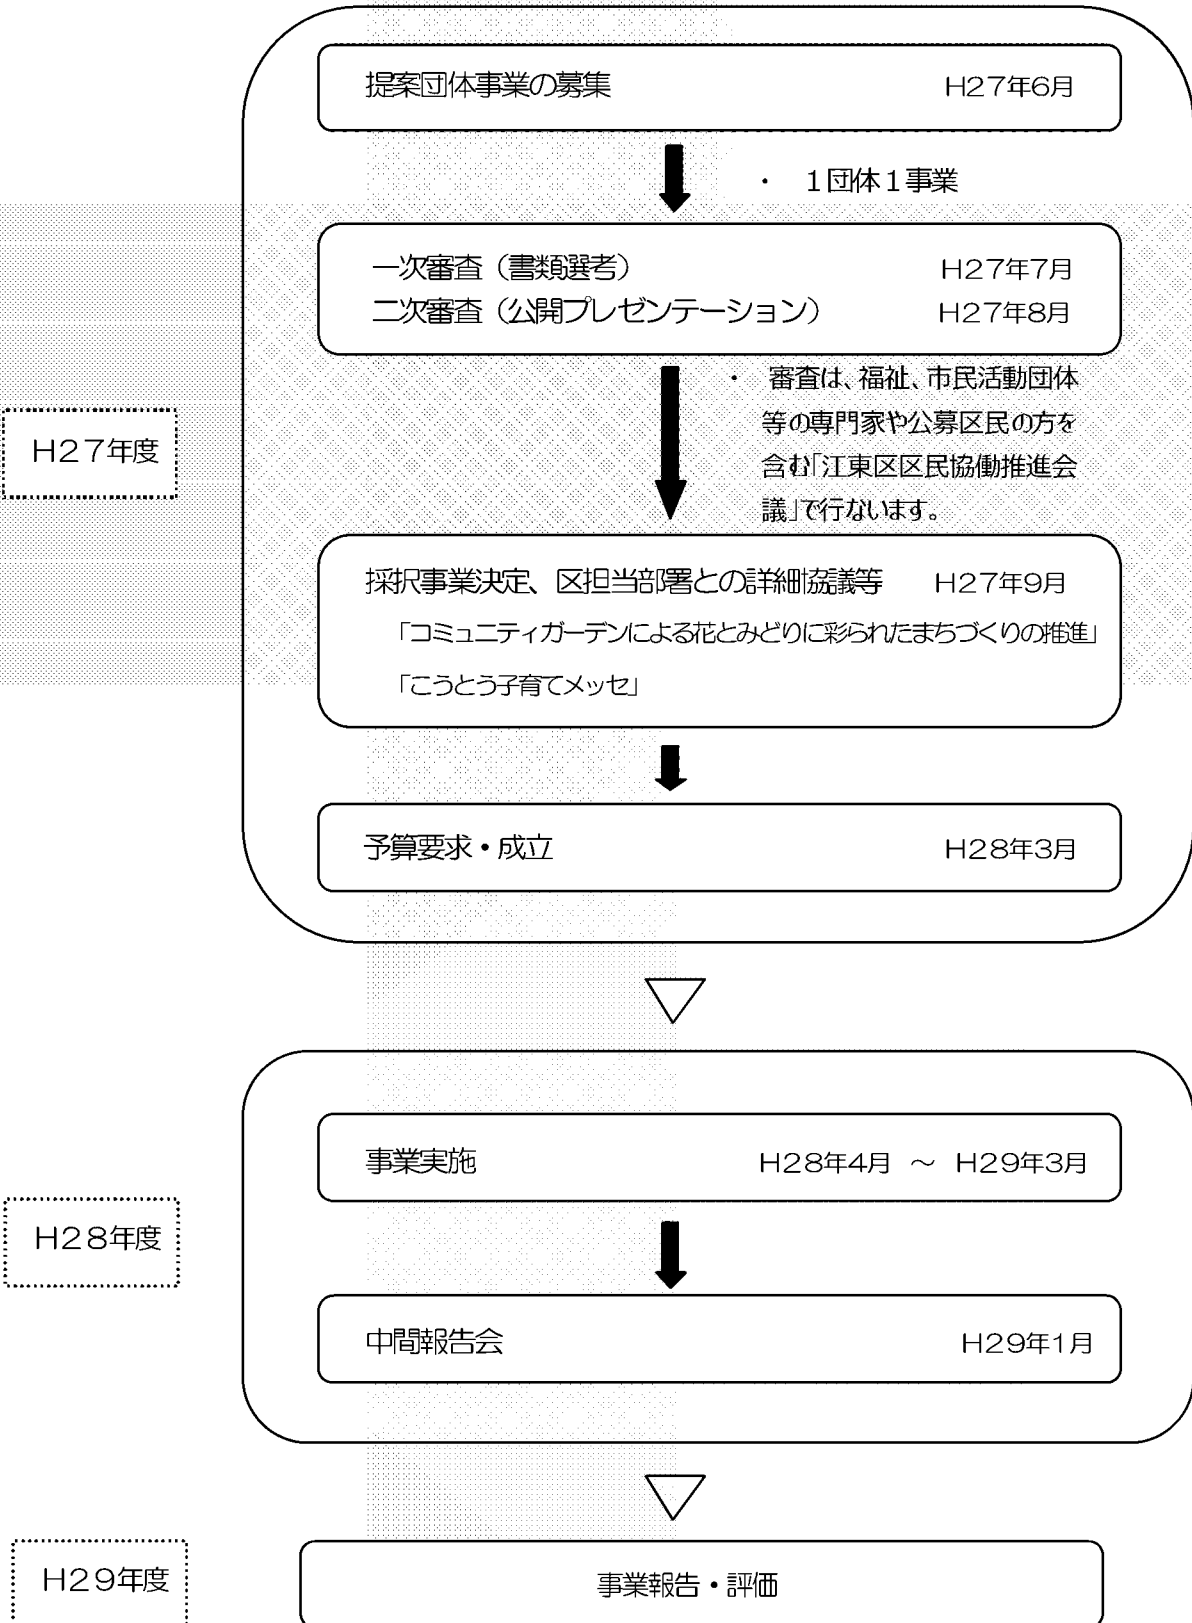 提案団体事業の募集 H27年6月
・ 1団体1事業
一次審査（書類選考） H27年7月
二次審査（公開プレゼンテーション） H27年8月
・ 審査は、福祉、市民活動団体
等の専門家や公募区民の方を
含む「江東区区民協働推進会
議」で行ないます。
H27年度
採択事業決定、区担当部署との詳細協議等 H27年9月
「コミュニティガーデンによる花とみどりに彩られたまちづくりの推進」
「こうとう子育てメッセ」
予算要求・成立 H28年3月
事業実施 H28年4月 ～ H29年3月
H28年度
中間報告会 H29年1月
H29年度
事業報告・評価